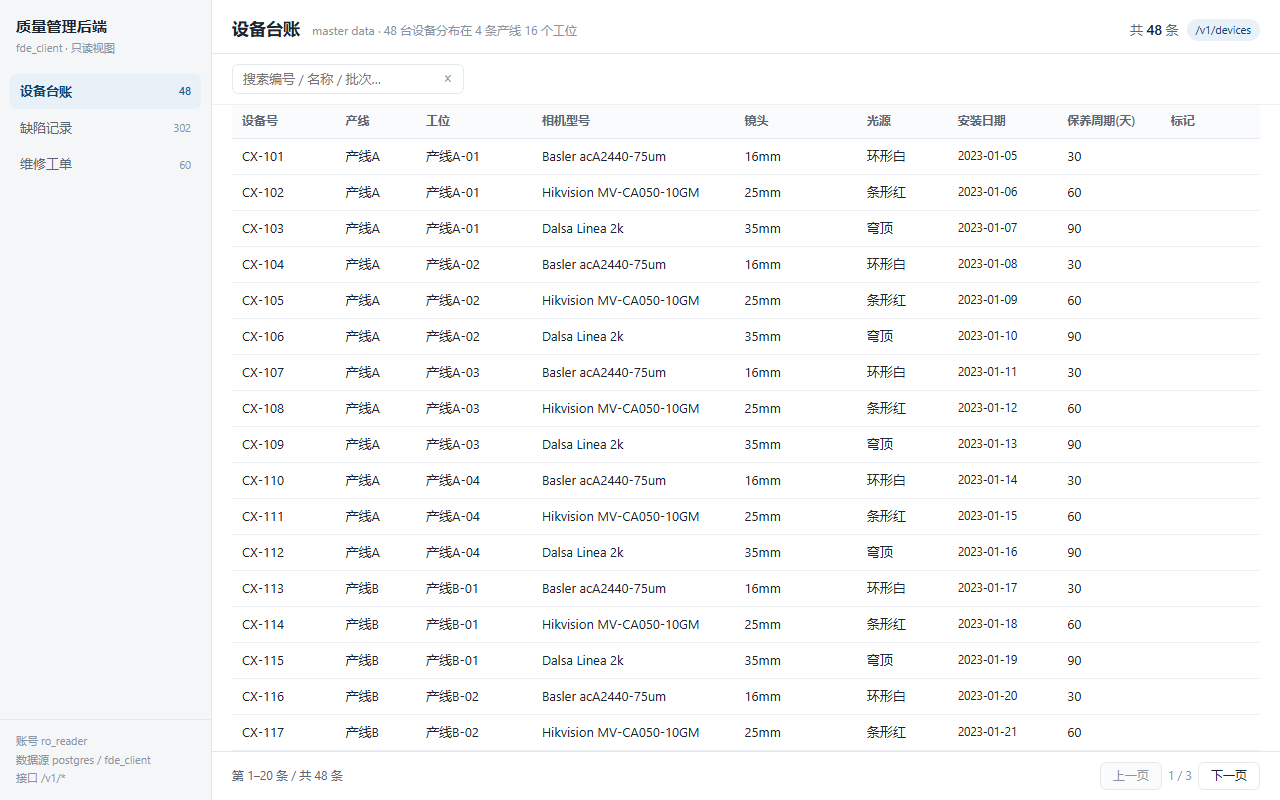 质量管理后端
fde_client · 只读视图
设备台账 48
缺陷记录 302
维修工单 60
账号 ro_reader
数据源 postgres / fde_client
接口 /v1/*
设备台账 master data · 48 台设备分布在 4 条产线 16 个工位 共 48 条 /v1/devices
搜索编号 / 名称 / 批次... ×
设备号 产线 工位 相机型号 镜头 光源 安装日期 保养周期(天) 标记
CX-101 产线A 产线A-01 Basler acA2440-75um 16mm 环形白 2023-01-05 30
CX-102 产线A 产线A-01 Hikvision MV-CA050-10GM 25mm 条形红 2023-01-06 60
CX-103 产线A 产线A-01 Dalsa Linea 2k 35mm 穹顶 2023-01-07 90
CX-104 产线A 产线A-02 Basler acA2440-75um 16mm 环形白 2023-01-08 30
CX-105 产线A 产线A-02 Hikvision MV-CA050-10GM 25mm 条形红 2023-01-09 60
CX-106 产线A 产线A-02 Dalsa Linea 2k 35mm 穹顶 2023-01-10 90
CX-107 产线A 产线A-03 Basler acA2440-75um 16mm 环形白 2023-01-11 30
CX-108 产线A 产线A-03 Hikvision MV-CA050-10GM 25mm 条形红 2023-01-12 60
CX-109 产线A 产线A-03 Dalsa Linea 2k 35mm 穹顶 2023-01-13 90
CX-110 产线A 产线A-04 Basler acA2440-75um 16mm 环形白 2023-01-14 30
CX-111 产线A 产线A-04 Hikvision MV-CA050-10GM 25mm 条形红 2023-01-15 60
CX-112 产线A 产线A-04 Dalsa Linea 2k 35mm 穹顶 2023-01-16 90
CX-113 产线B 产线B-01 Basler acA2440-75um 16mm 环形白 2023-01-17 30
CX-114 产线B 产线B-01 Hikvision MV-CA050-10GM 25mm 条形红 2023-01-18 60
CX-115 产线B 产线B-01 Dalsa Linea 2k 35mm 穹顶 2023-01-19 90
CX-116 产线B 产线B-02 Basler acA2440-75um 16mm 环形白 2023-01-20 30
CX-117 产线B 产线B-02 Hikvision MV-CA050-10GM 25mm 条形红 2023-01-21 60
第 1–20 条 / 共 48 条 上一页 1 / 3 下一页